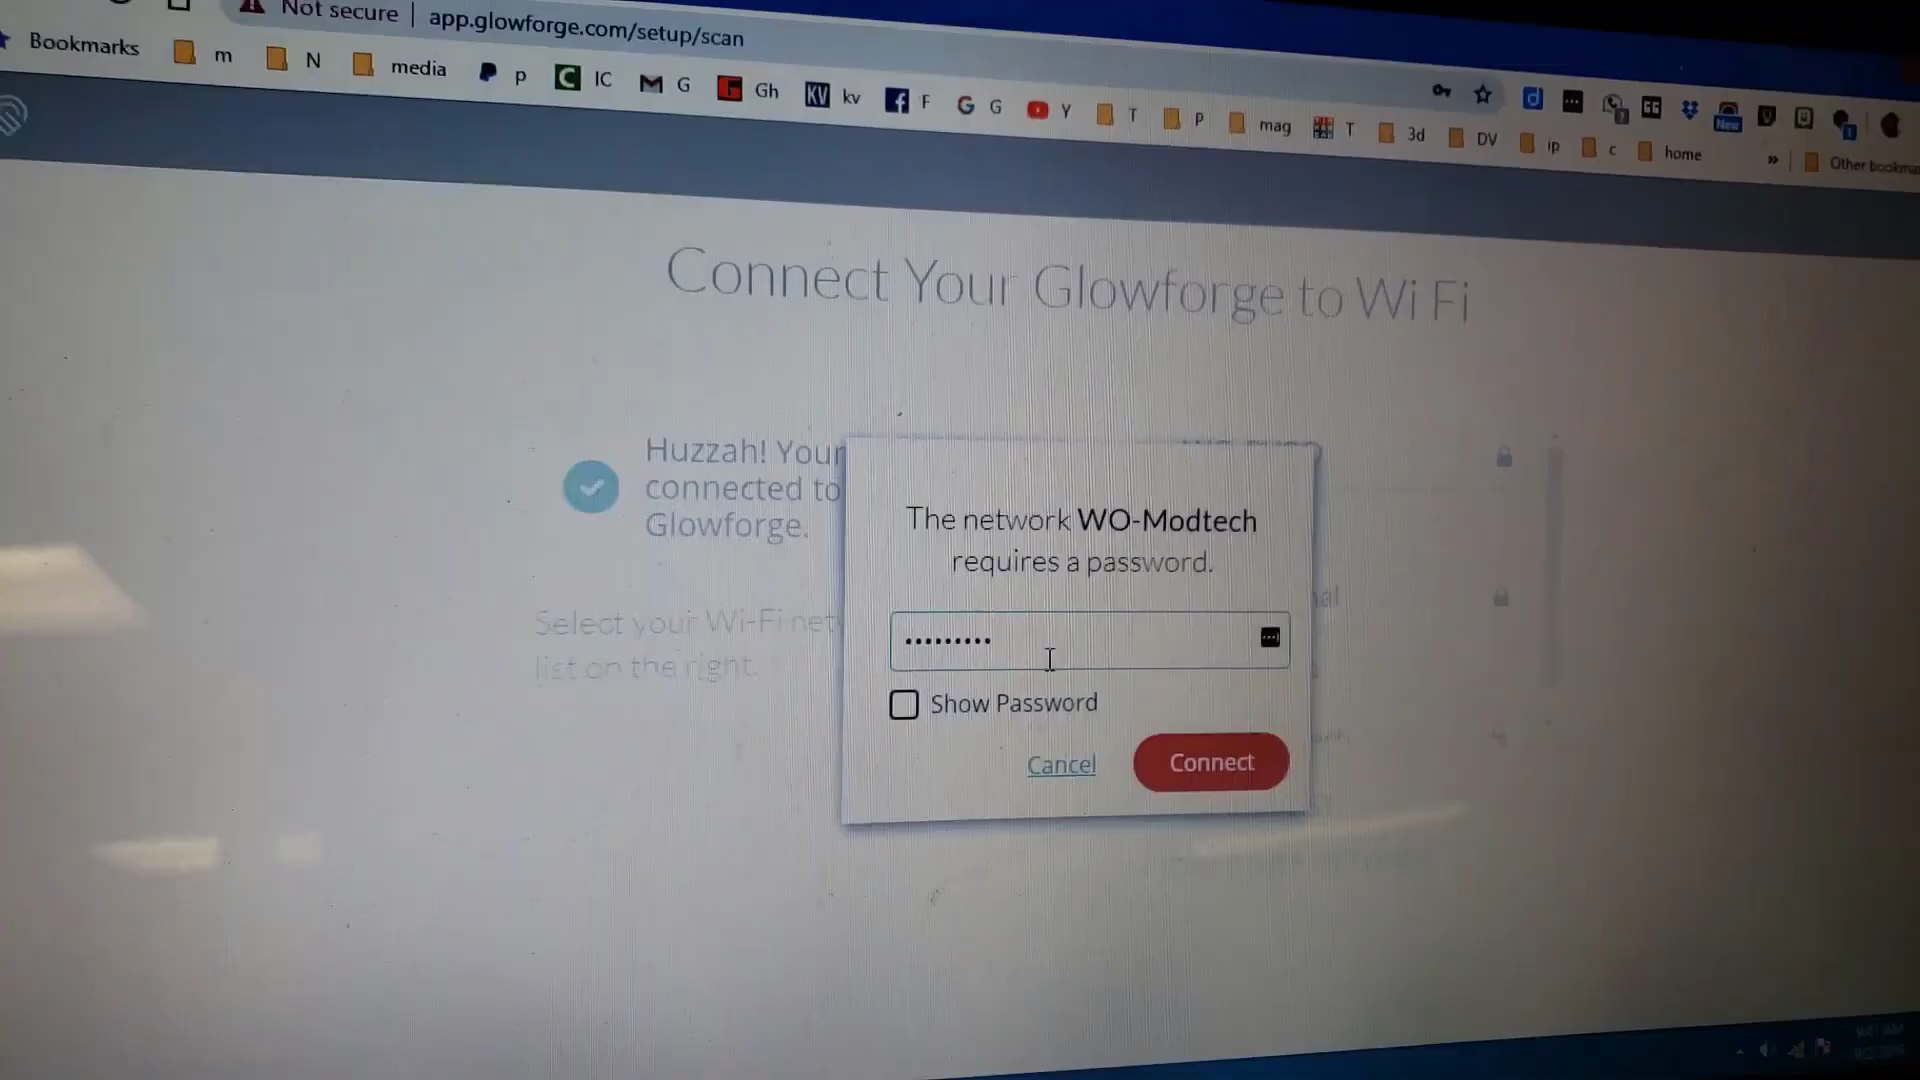 Not secure | app.glowforge.com/setup/scan
Bookmarks m N media p IC G Gh KV kv F G Y T P mag T 3d DV ip c home » Other bookma
New
Connect Your Glowforge to Wi Fi
Huzzah! Your
connected to
Glowforge.
Select your Wi-Fi net
list on the right.
The network WO-Modtech
requires a password.
•••••••••
Show Password
Cancel Connect